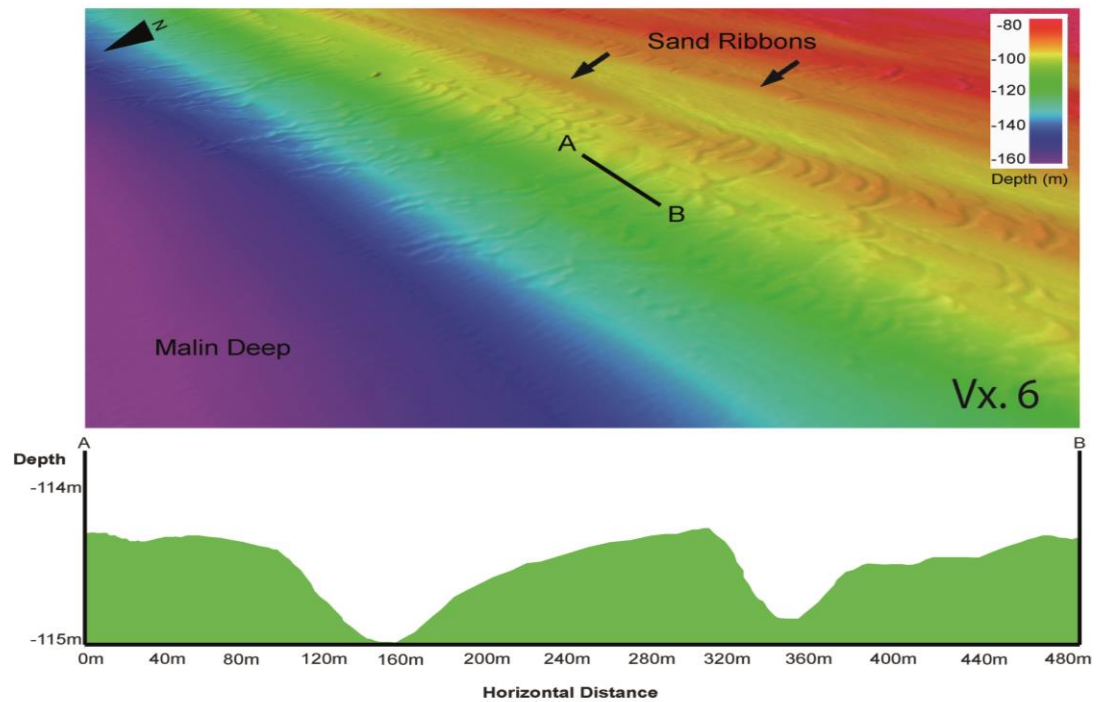 N
Sand Ribbons
-80
-100
-120
-140
-160
Depth (m)
A
B
Malin Deep
Vx. 6
A
B
Depth
-114m
-115m
0m 40m 80m 120m 160m 200m 240m 280m 320m 360m 400m 440m 480m
Horizontal Distance